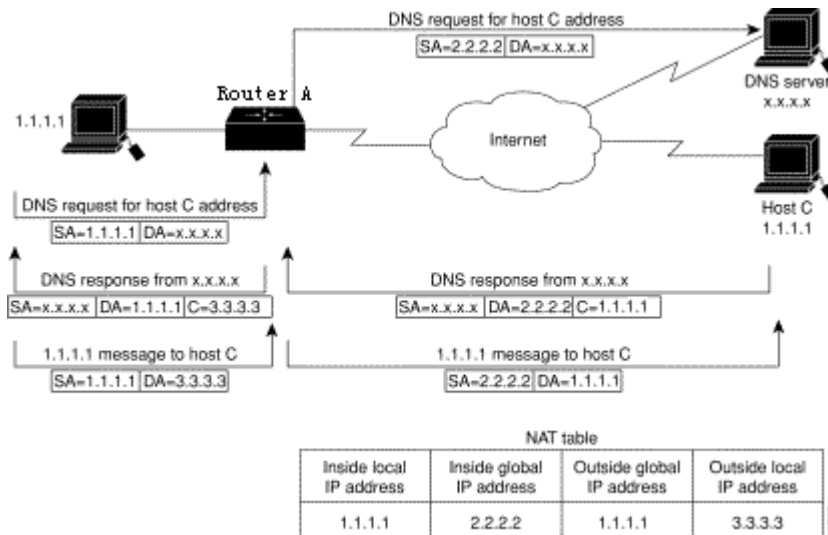 DNS request for host C address
SA=2.2.2.2 DA=x.x.x.x
Router A
DNS server
x.x.x.x
1.1.1.1
Internet
DNS request for host C address
SA=1.1.1.1 DA=x.x.x.x
Host C
1.1.1.1
DNS response from x.x.x.x
SA=x.x.x.x DA=1.1.1.1 C=3.3.3.3
DNS response from x.x.x.x
SA=x.x.x.x DA=2.2.2.2 C=1.1.1.1
1.1.1.1 message to host C
SA=1.1.1.1 DA=3.3.3.3
1.1.1.1 message to host C
SA=2.2.2.2 DA=1.1.1.1
NAT table
Inside local IP address
Inside global IP address
Outside global IP address
Outside local IP address
1.1.1.1 2.2.2.2 1.1.1.1 3.3.3.3